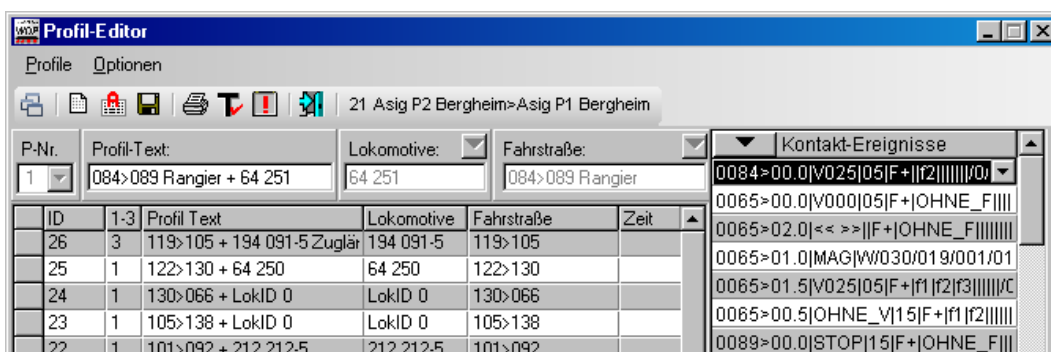 WDP Profil-Editor
Profile Optionen
21 Asig P2 Bergheim>Asig P1 Bergheim
P-Nr. Profil-Text: Lokomotive: Fahrstraße:
1 084>089 Rangier + 64 251 64 251 084>089 Rangier
ID 1-3 Profil Text Lokomotive Fahrstraße Zeit
26 3 119>105 + 194 091-5 Zuglär 194 091-5 119>105
25 1 122>130 + 64 250 64 250 122>130
24 1 130>066 + LokID 0 LokID 0 130>066
23 1 105>138 + LokID 0 LokID 0 105>138
22 1 101>092 + 212 212-5 212 212-5 101>092
Kontakt-Ereignisse
0084>00.0|V025|05|F+||f2|||||||/0/
0065>00.0|V000|05|F+|OHNE_F||||
0065>02.0|<< >>||F+|OHNE_F|||||||
0065>01.0|MAG|W/030/019/001/01
0065>01.5|V025|05|F+|f1|f2|f3||||||/0
0065>00.5|OHNE_V|15|F+|f1|f2||||||
0089>00.0|STOP|15|F+|OHNE_F|||